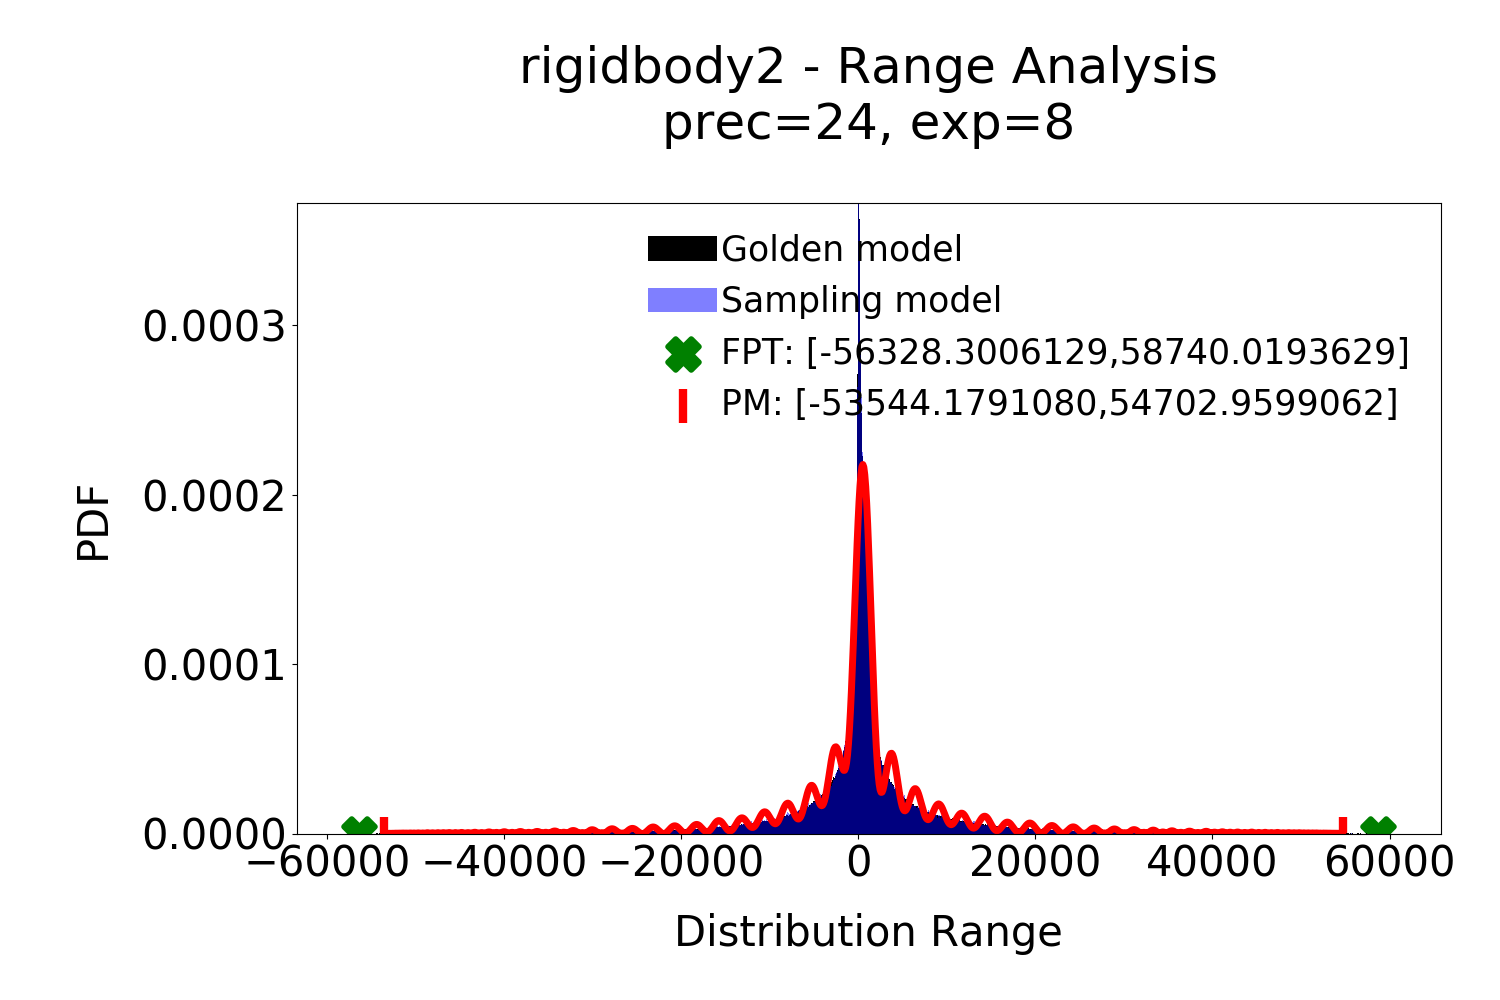 rigidbody2 - Range Analysis
prec=24, exp=8
Golden model
Sampling model
FPT: [-56328.3006129,58740.0193629]
PM: [-53544.1791080,54702.9599062]
PDF
0.0003
0.0002
0.0001
0.0000
−60000 −40000 −20000 0 20000 40000 60000
Distribution Range